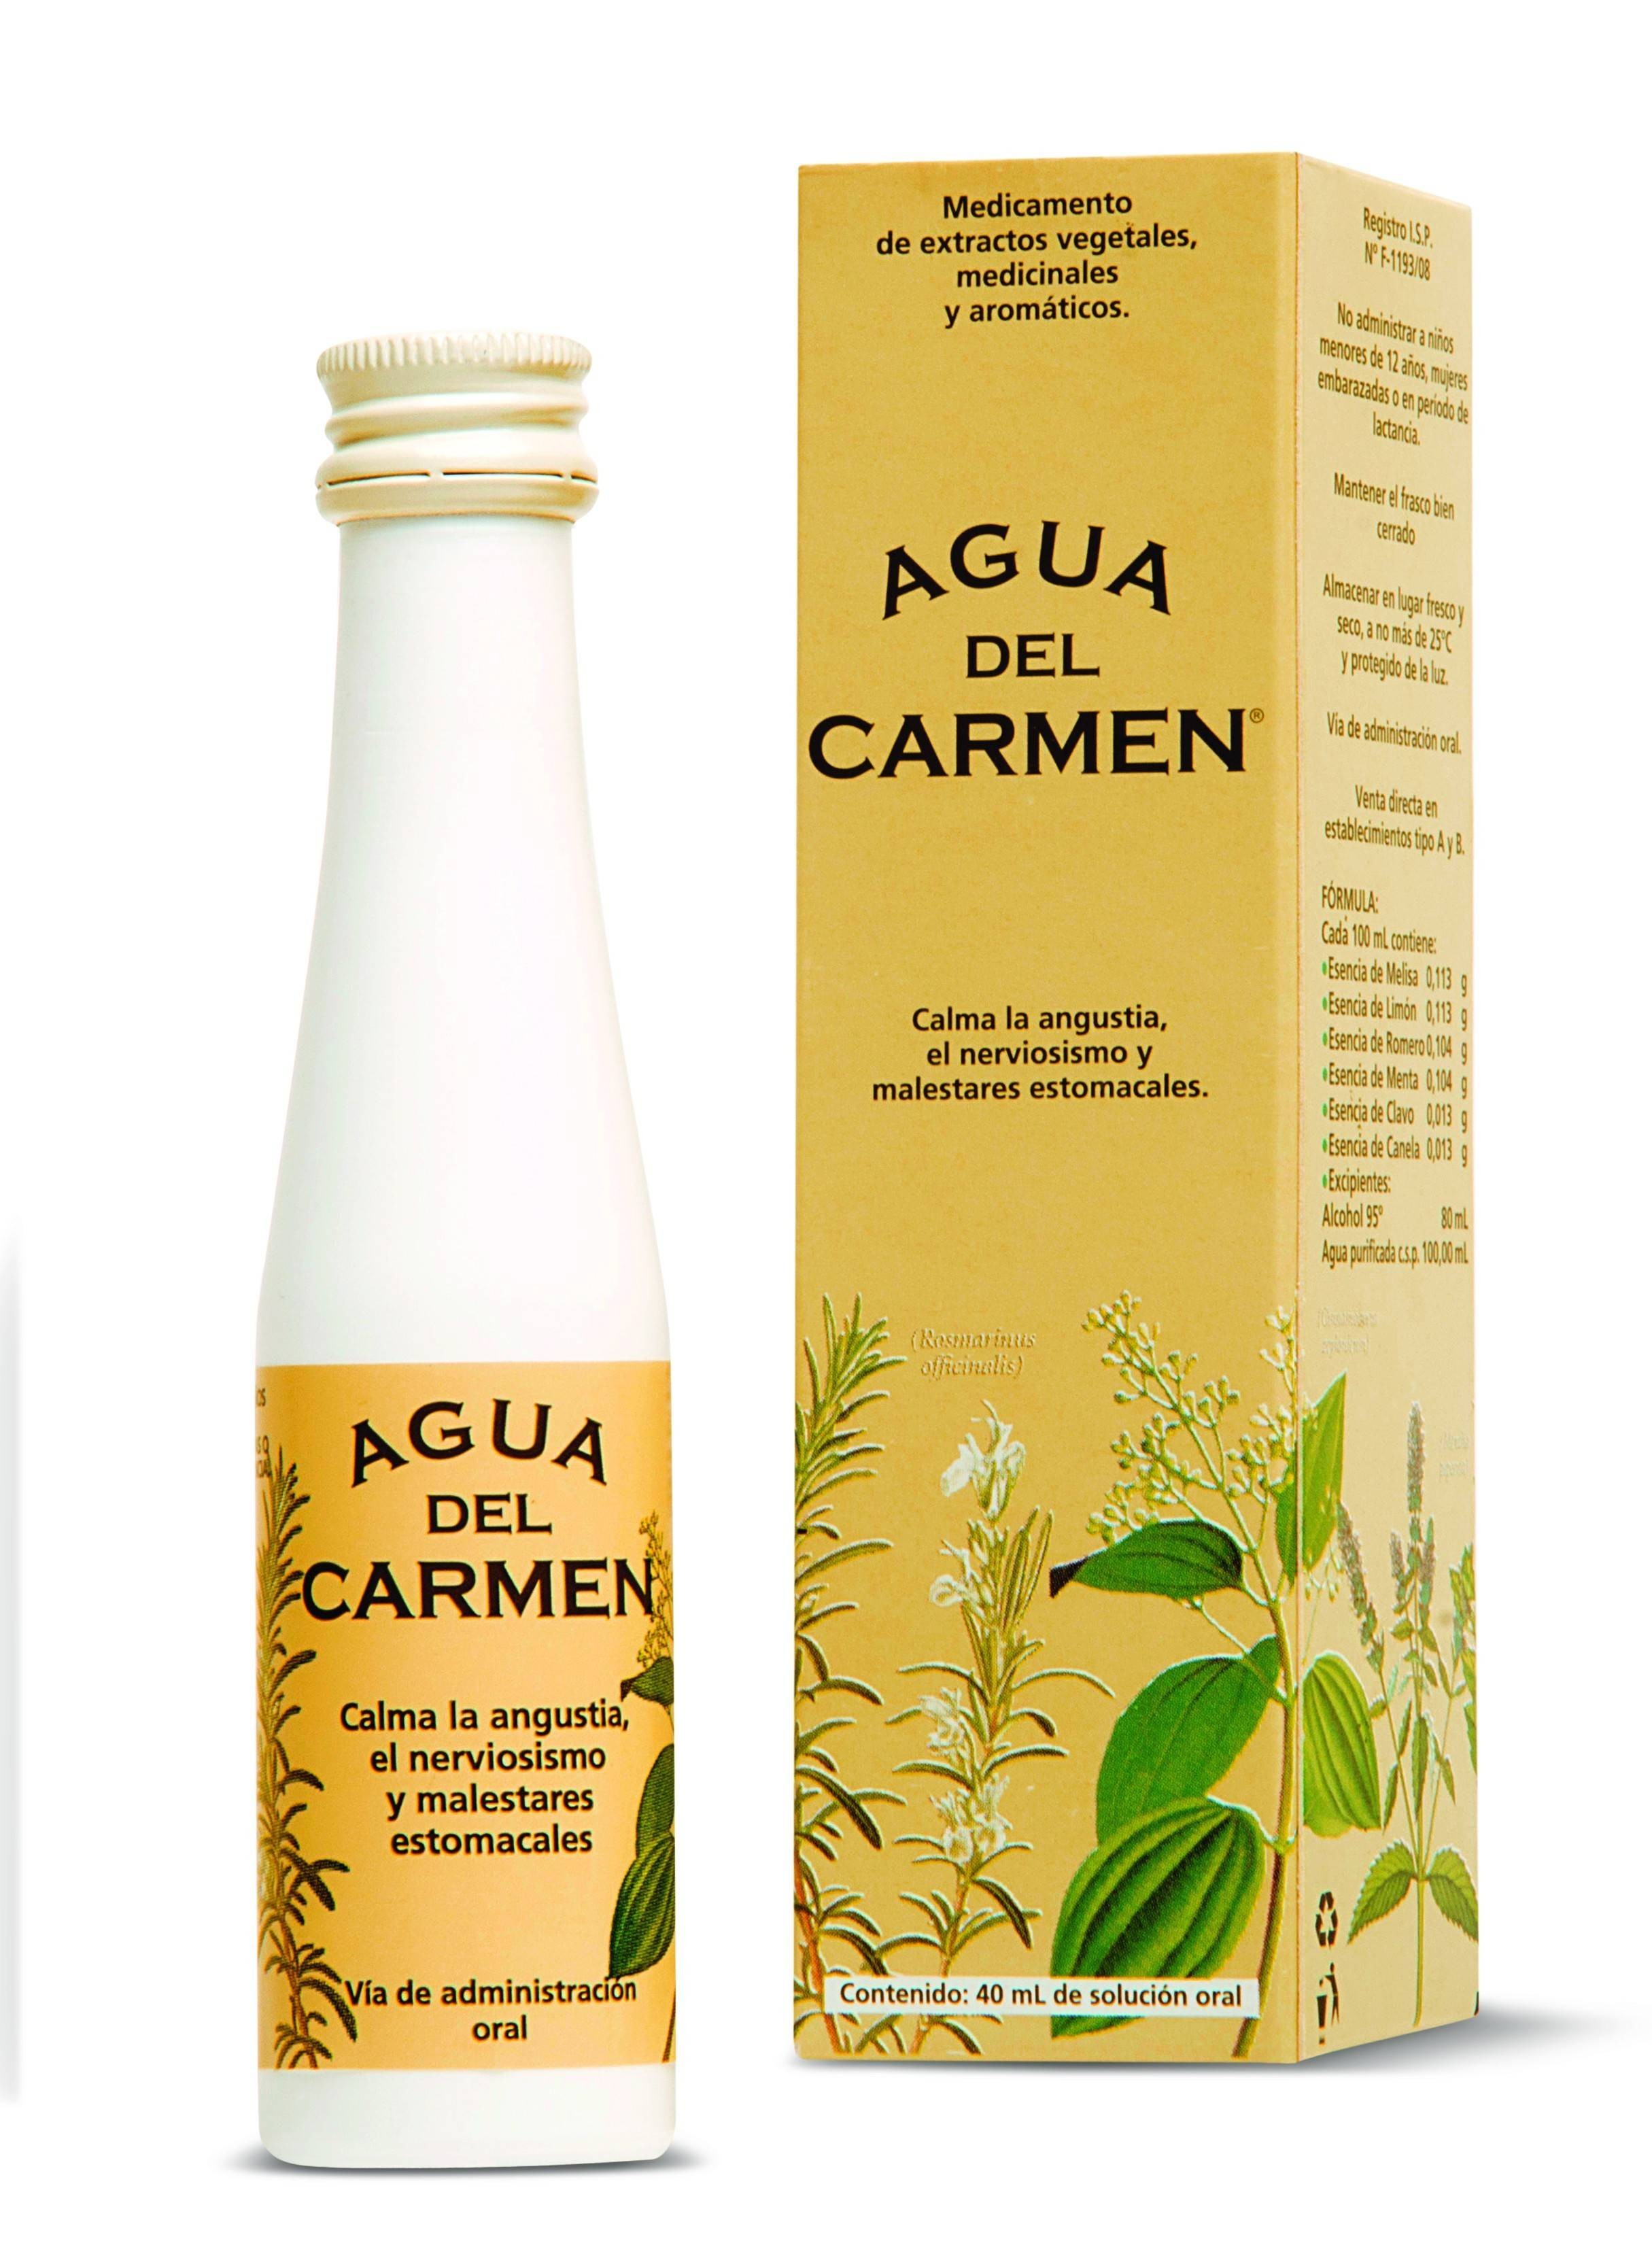 AGUA
DEL
CARMEN
Calma la angustia,
el nerviosismo
y malestares
estomacales
Vía de administración
oral
Medicamento
de extractos vegetales,
medicinales
y aromáticos.
AGUA
DEL
CARMEN®
Calma la angustia,
el nerviosismo y
malestares estomacales.
(Rosmarinus
officinalis)
Contenido: 40 mL de solución oral
Registro I.S.P.
N° F-1193/08
No administrar a niños
menores de 12 años, mujeres
embarazadas o en período de
lactancia.
Mantener el frasco bien
cerrado
Almacenar en lugar fresco y
seco, a no más de 25°C
y protegido de la luz.
Vía de administración oral.
Venta directa en
establecimientos tipo A y B.
FÓRMULA:
Cada 100 mL contiene:
•Esencia de Melisa 0,113 g
•Esencia de Limón 0,113 g
•Esencia de Romero 0,104 g
•Esencia de Menta 0,104 g
•Esencia de Clavo 0,013 g
•Esencia de Canela 0,013 g
•Excipientes:
Alcohol 95° 80 mL
Agua purificada c.s.p. 100,00 mL